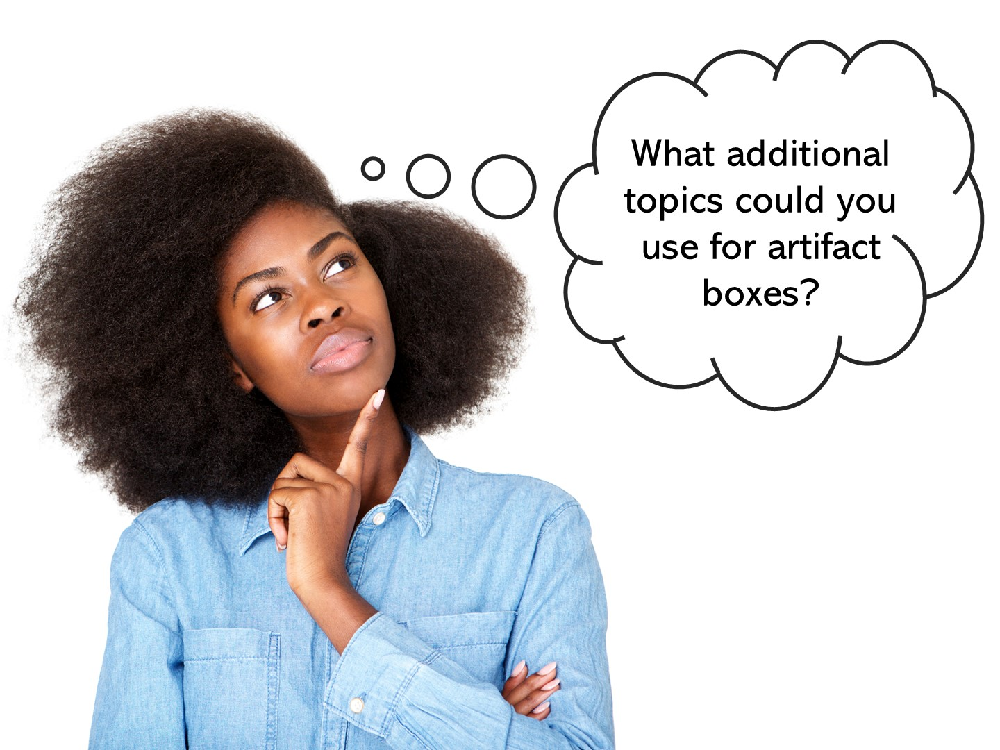 What additional
topics could you
use for artifact
boxes?